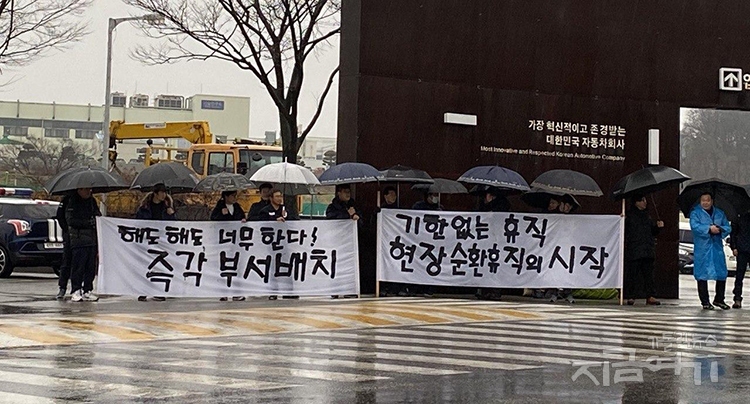 가장 혁신적이고 존경받는
대한민국 자동차회사
Most Innovative and Respected Korean Automotive Company
해도해도 너무한다!
즉각 부서배치
기한없는 휴직
현장순환휴직의 시작
지금여기